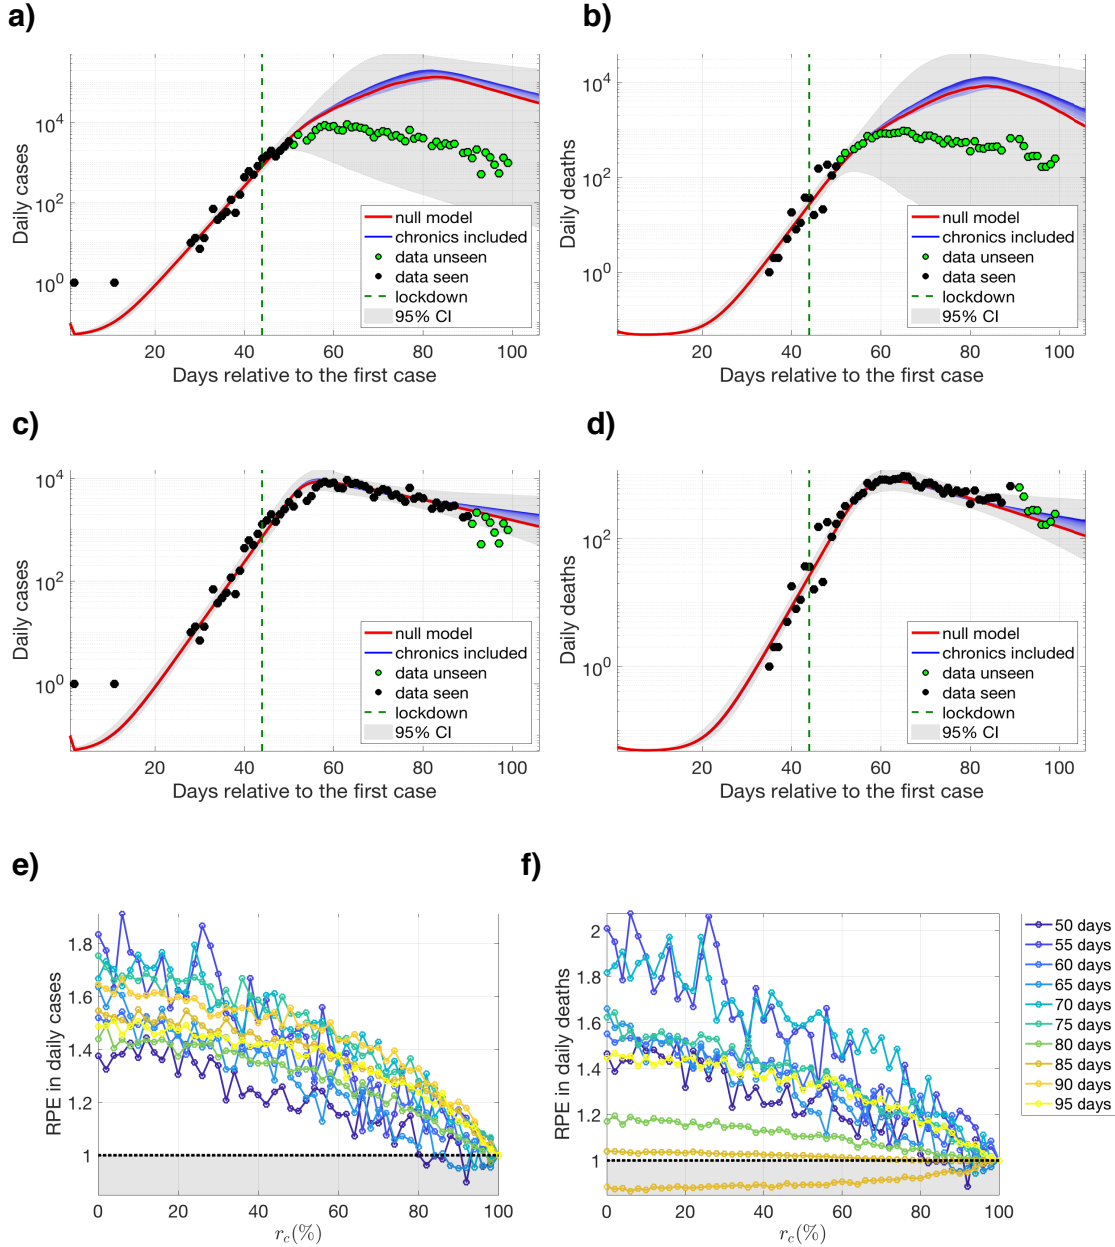 a)
Daily cases
10^4
10^2
10^0
20
40
60
80
100
Days relative to the first case
null model
chronics included
data unseen
data seen
lockdown
95% CI
b)
Daily deaths
10^4
10^2
10^0
20
40
60
80
100
Days relative to the first case
null model
chronics included
data unseen
data seen
lockdown
95% CI
c)
Daily cases
10^4
10^2
10^0
20
40
60
80
100
Days relative to the first case
null model
chronics included
data unseen
data seen
lockdown
95% CI
d)
Daily deaths
10^2
10^0
20
40
60
80
100
Days relative to the first case
null model
chronics included
data unseen
data seen
lockdown
95% CI
e)
RPE in daily cases
1.8
1.6
1.4
1.2
1
0
20
40
60
80
100
r_c(%)
f)
RPE in daily deaths
2
1.8
1.6
1.4
1.2
1
0
20
40
60
80
100
r_c(%)
50 days
55 days
60 days
65 days
70 days
75 days
80 days
85 days
90 days
95 days